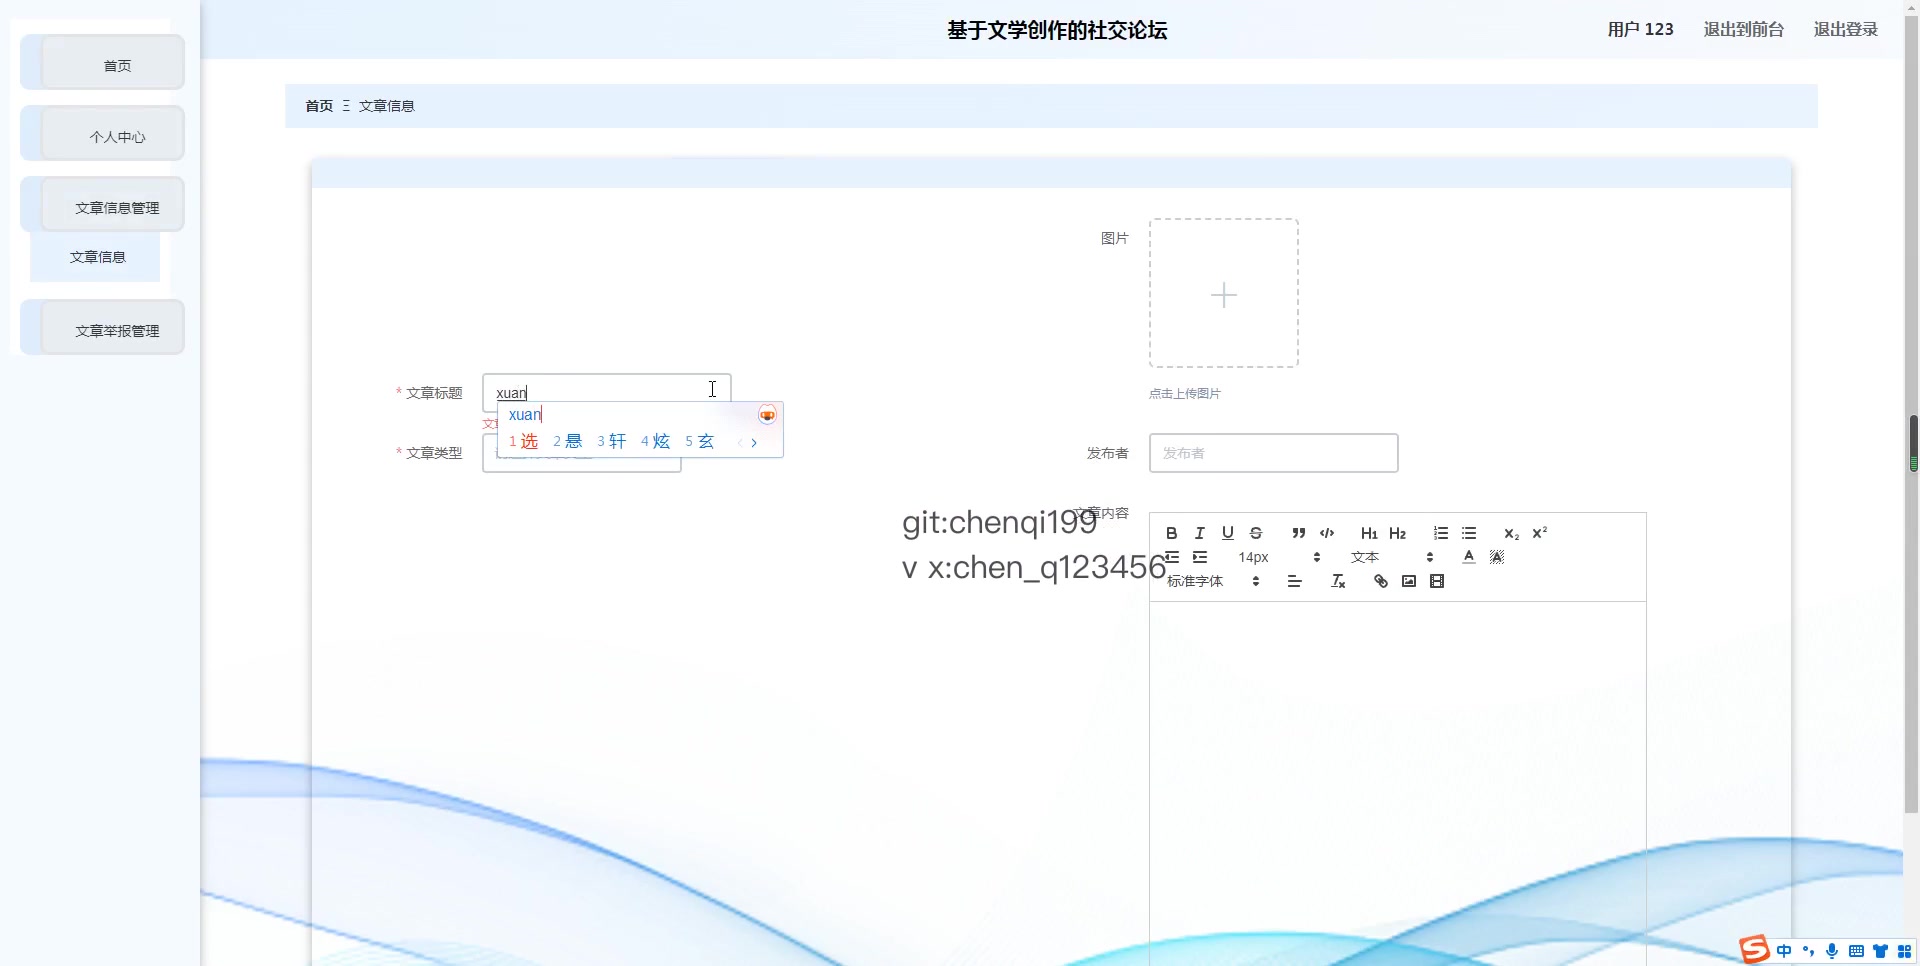 基于文学创作的社交论坛
用户 123
退出到前台
退出登录
首页
个人中心
文章信息管理
文章信息
文章举报管理
首页 文章信息
图片
点击上传图片
* 文章标题
xuan
xuan
1 选 2 悬 3 轩 4 炫 5 玄
* 文章类型
发布者
发布者
文章内容
B I U S H1 H2 X2 X2
14px 文本 A A
标准字体
git:chenqi199
v x:chen_q123456
中